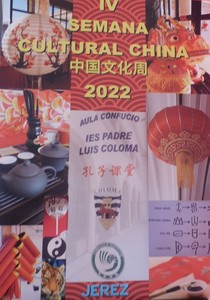 IV
SEMANA
CULTURAL CHINA
中国文化周
2022
AULA CONFUCIO
IES PADRE
LUIS COLOMA
孔子课堂
COLOMA
JEREZ